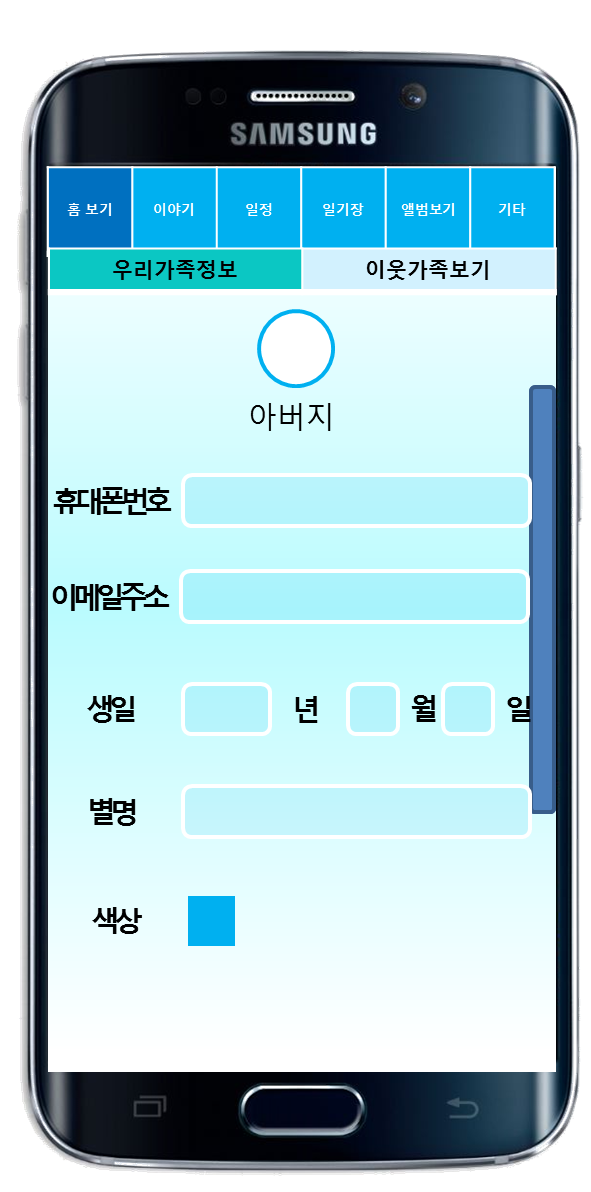 SAMSUNG
홈 보기 이야기 일정 일기장 앨범보기 기타
우리가족정보 이웃가족보기
아버지
휴대폰번호
이메일주소
생일 년 월 일
별명
색상